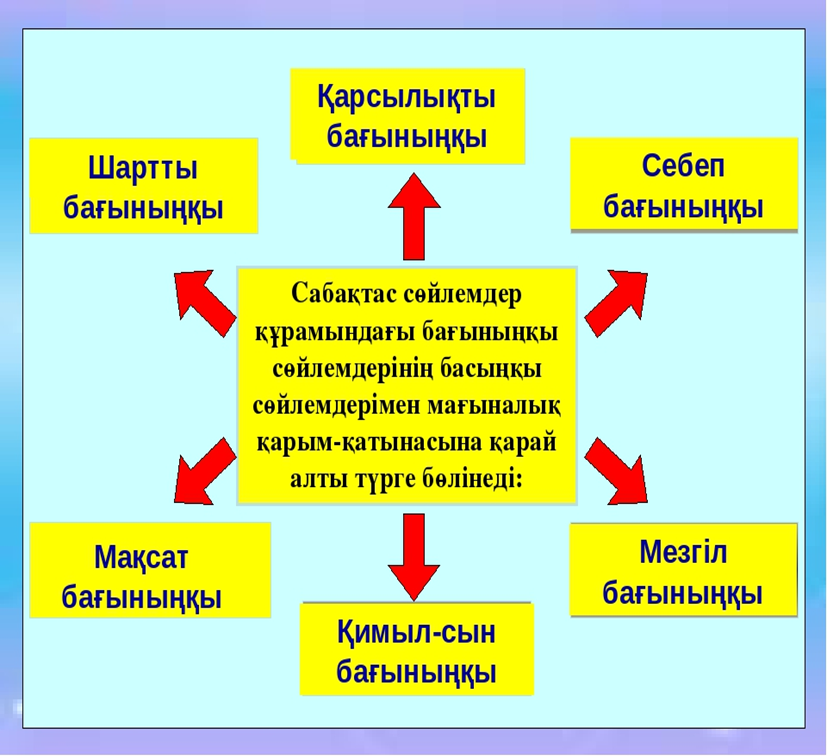 Қарсылықты
бағыныңқы
Шартты
бағыныңқы
Себеп
бағыныңқы
Сабақтас сөйлемдер
құрамындағы бағыныңқы
сөйлемдерінің басыңқы
сөйлемдерімен мағыналық
қарым-қатынасына қарай
алты түрге бөлінеді:
Мақсат
бағыныңқы
Мезгіл
бағыныңқы
Қимыл-сын
бағыныңқы